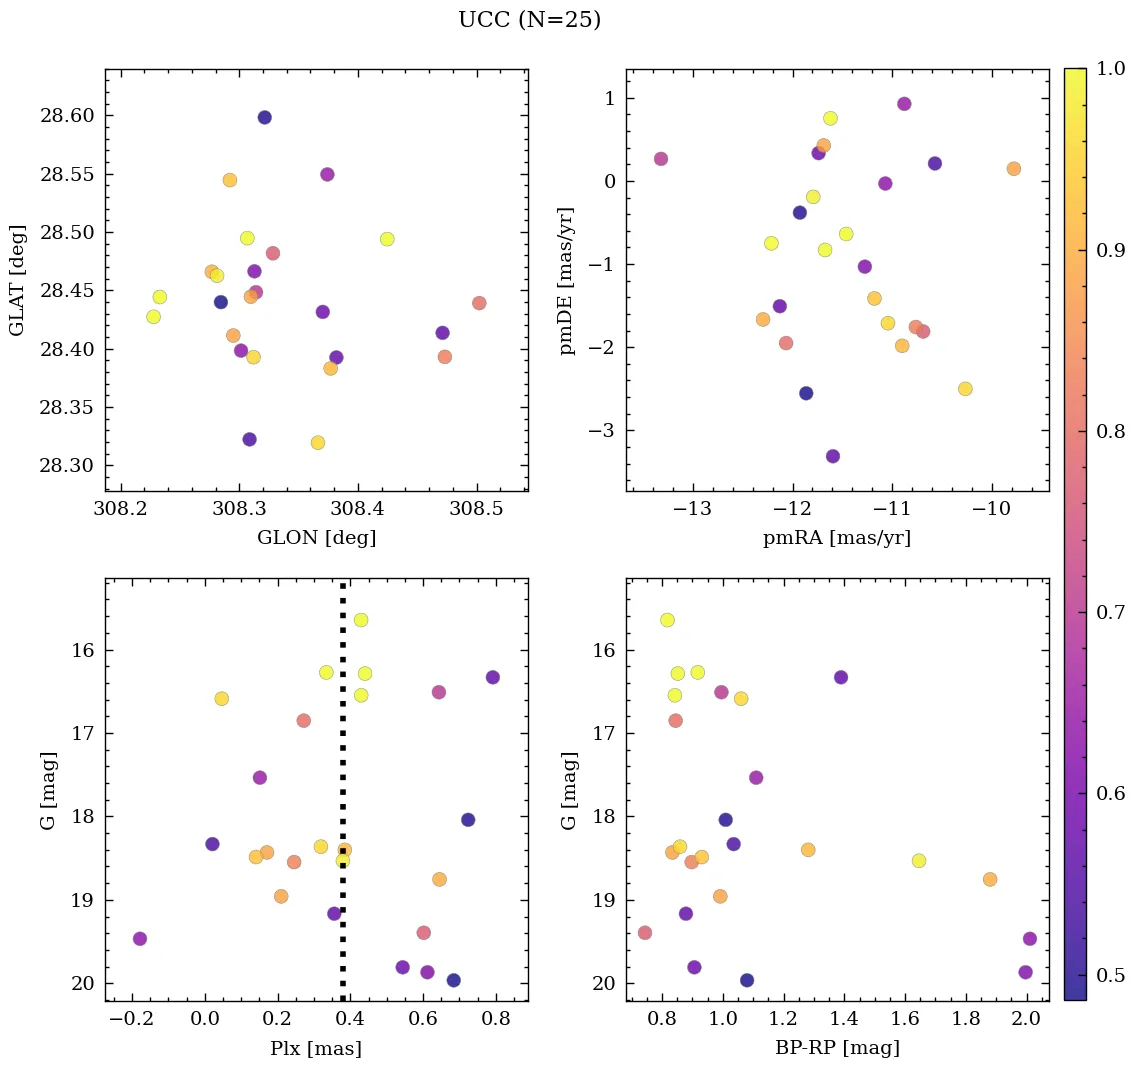 UCC (N=25)
28.60
28.55
28.50
28.45
28.40
28.35
28.30
GLAT [deg]
308.2 308.3 308.4 308.5
GLON [deg]
1
0
−1
−2
−3
pmDE [mas/yr]
−13 −12 −11 −10
pmRA [mas/yr]
1.0
0.9
0.8
0.7
0.6
0.5
16
17
18
19
20
G [mag]
−0.2 0.0 0.2 0.4 0.6 0.8
Plx [mas]
16
17
18
19
20
G [mag]
0.8 1.0 1.2 1.4 1.6 1.8 2.0
BP-RP [mag]